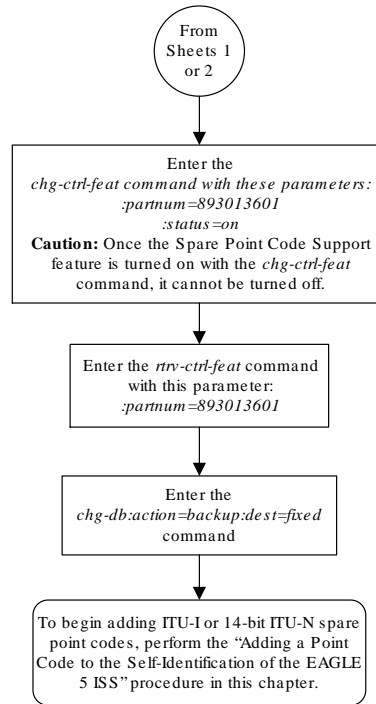 From
Sheets 1
or 2
Enter the
chg-ctrl-feat command with these parameters:
:partnum=893013601
:status=on
Caution: Once the Spare Point Code Support
feature is turned on with the chg-ctrl-feat
command, it cannot be turned off.
Enter the rtrv-ctrl-feat command
with this parameter:
:partnum=893013601
Enter the
chg-db:action=backup:dest=fixed
command
To begin adding ITU-I or 14-bit ITU-N spare
point codes, perform the “Adding a Point
Code to the Self-Identification of the EAGLE
5 ISS” procedure in this chapter.